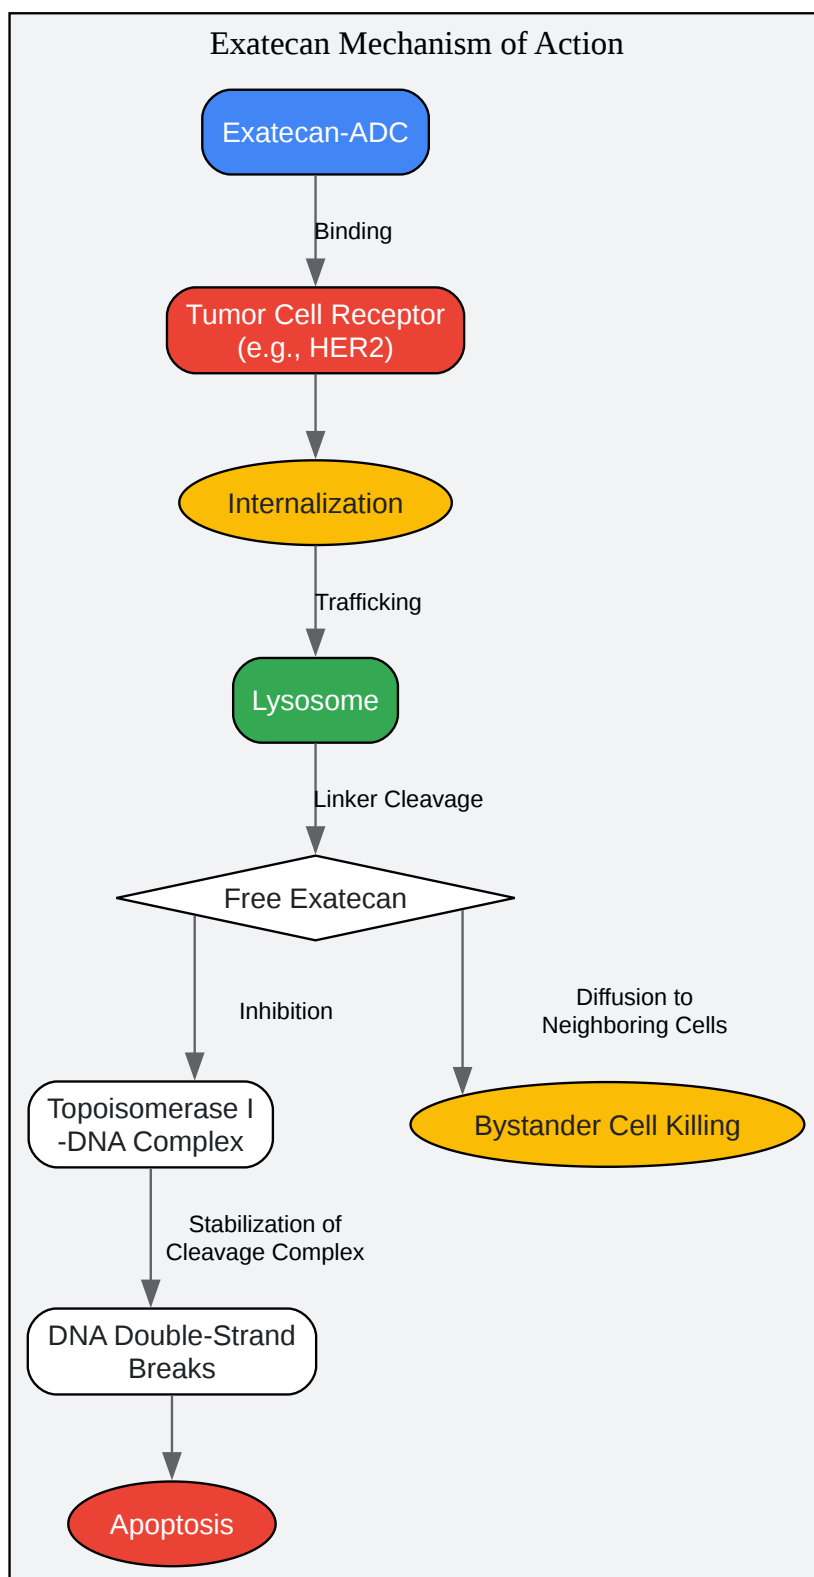 Exatecan Mechanism of Action
Exatecan-ADC
Binding
Tumor Cell Receptor
(e.g., HER2)
Internalization
Trafficking
Lysosome
Linker Cleavage
Free Exatecan
Inhibition
Diffusion to
Neighboring Cells
Topoisomerase I
-DNA Complex
Bystander Cell Killing
Stabilization of
Cleavage Complex
DNA Double-Strand
Breaks
Apoptosis